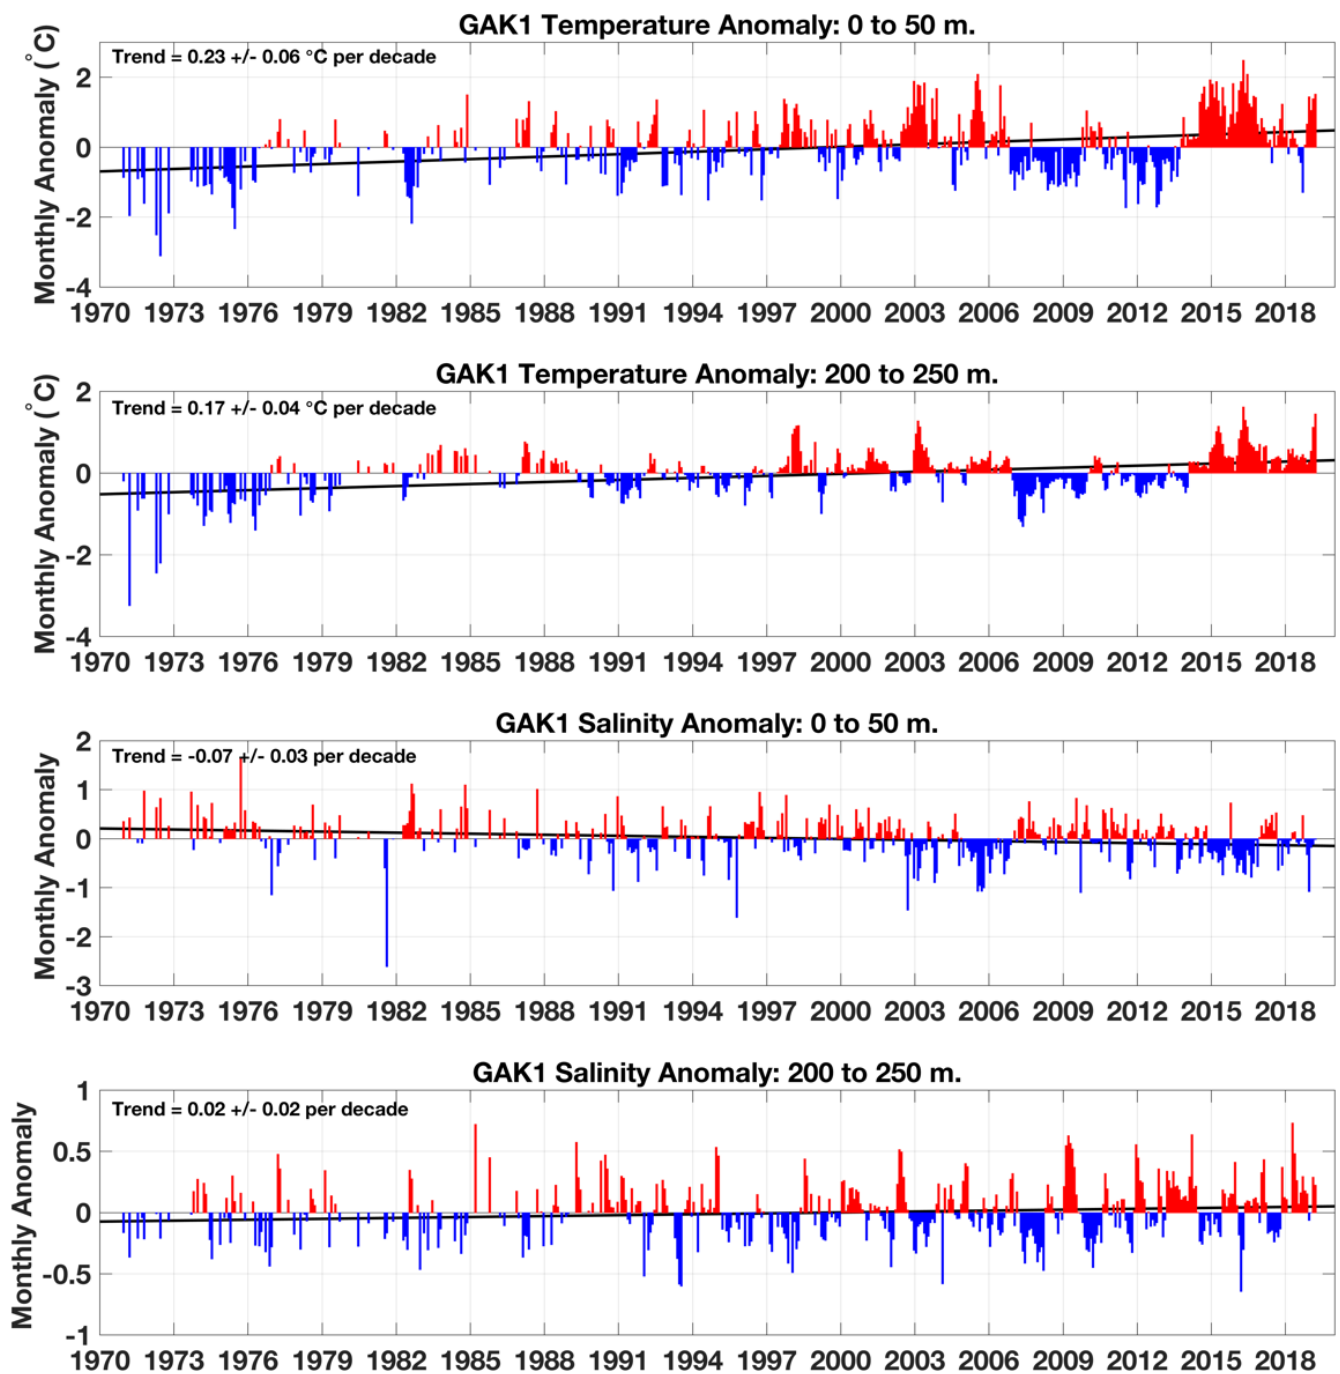 GAK1 Temperature Anomaly: 0 to 50 m.
Trend = 0.23 +/- 0.06 °C per decade
Monthly Anomaly (°C)
2
0
-2
-4
1970 1973 1976 1979 1982 1985 1988 1991 1994 1997 2000 2003 2006 2009 2012 2015 2018
GAK1 Temperature Anomaly: 200 to 250 m.
Trend = 0.17 +/- 0.04 °C per decade
Monthly Anomaly (°C)
2
0
-2
-4
1970 1973 1976 1979 1982 1985 1988 1991 1994 1997 2000 2003 2006 2009 2012 2015 2018
GAK1 Salinity Anomaly: 0 to 50 m.
Trend = -0.07 +/- 0.03 per decade
Monthly Anomaly
2
1
0
-1
-2
-3
1970 1973 1976 1979 1982 1985 1988 1991 1994 1997 2000 2003 2006 2009 2012 2015 2018
GAK1 Salinity Anomaly: 200 to 250 m.
Trend = 0.02 +/- 0.02 per decade
Monthly Anomaly
1
0.5
0
-0.5
-1
1970 1973 1976 1979 1982 1985 1988 1991 1994 1997 2000 2003 2006 2009 2012 2015 2018